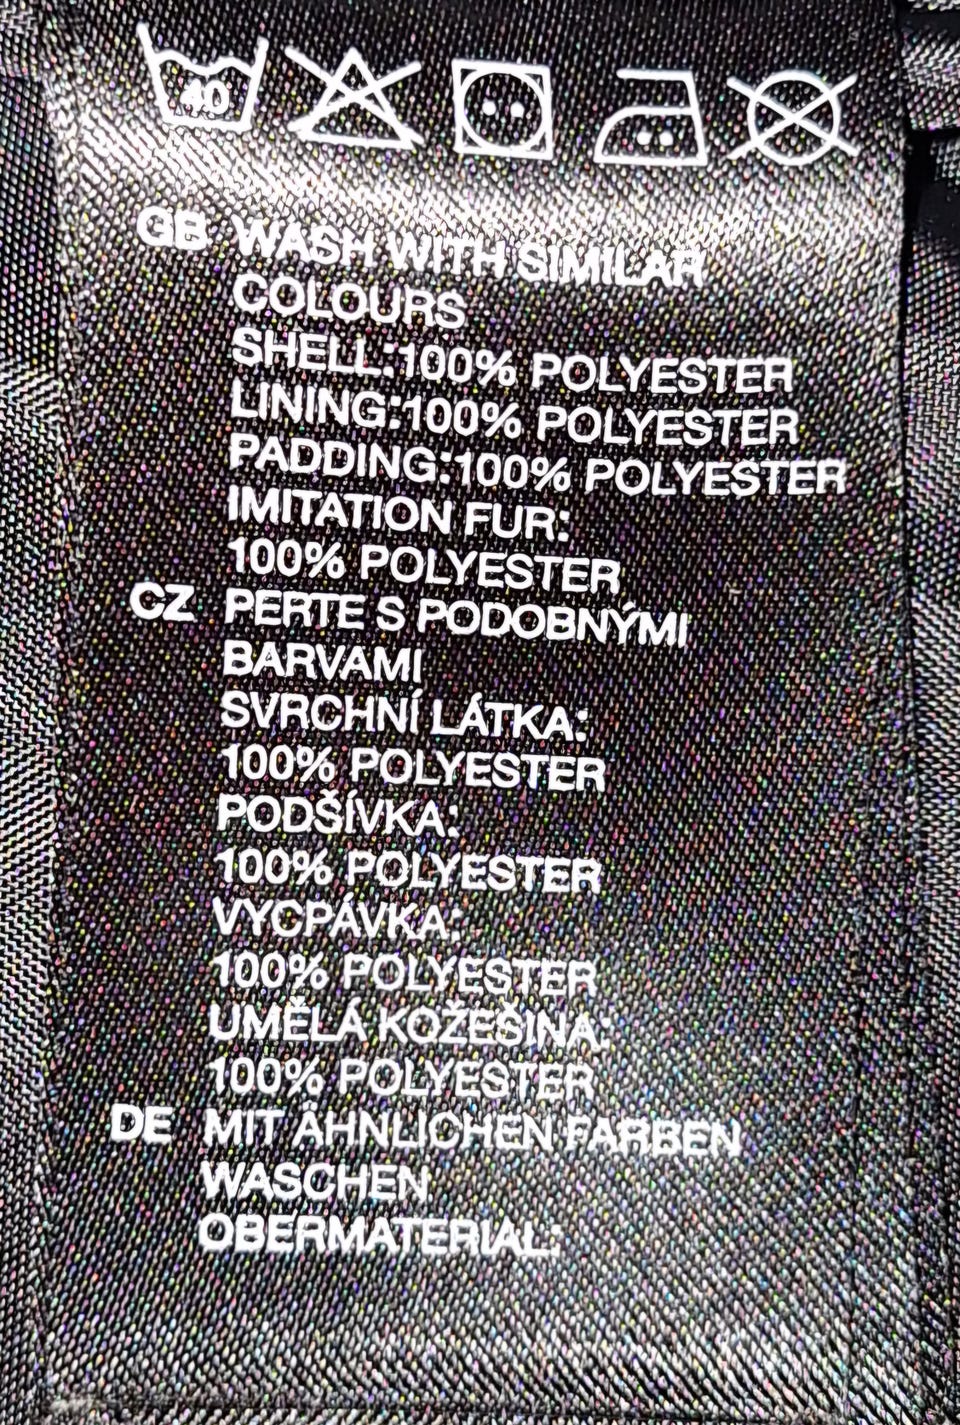 40
GB WASH WITH SIMILAR
COLOURS
SHELL:100% POLYESTER
LINING:100% POLYESTER
PADDING:100% POLYESTER
IMITATION FUR:
100% POLYESTER
CZ PERTE S PODOBNÝMI
BARVAMI
SVRCHNÍ LÁTKA:
100% POLYESTER
PODŠÍVKA:
100% POLYESTER
VYCPÁVKA:
100% POLYESTER
UMĚLÁ KOŽEŠINA:
100% POLYESTER
DE MIT ÄHNLICHEN FARBEN
WASCHEN
OBERMATERIAL: